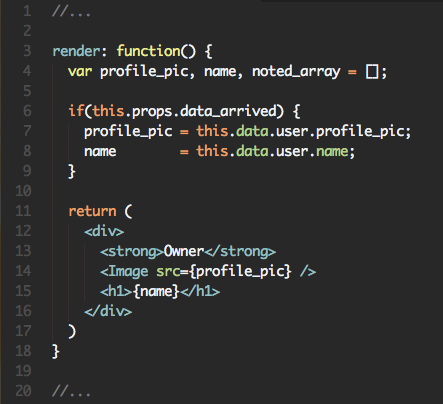 1 //...
2
3 render: function() {
4 var profile_pic, name, noted_array = [];
5
6 if(this.props.data_arrived) {
7 profile_pic = this.data.user.profile_pic;
8 name = this.data.user.name;
9 }
10
11 return (
12 <div>
13 <strong>Owner</strong>
14 <Image src={profile_pic} />
15 <h1>{name}</h1>
16 </div>
17 )
18 }
19
20 //...